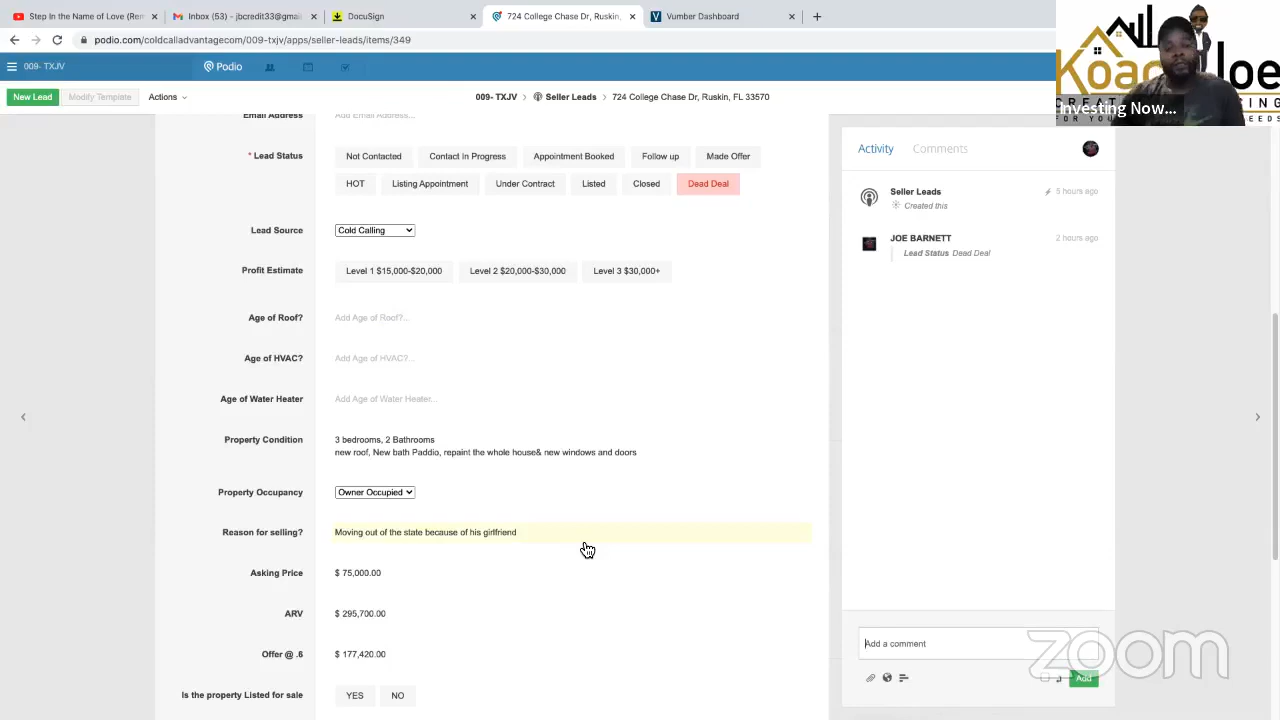 Step In the Name of Love (Rem
Inbox (53) - jbcredit33@gmail
DocuSign
724 College Chase Dr, Ruskin,
Vumber Dashboard
podio.com/coldcalladvantagecom/009-txjv/apps/seller-leads/items/349
009- TXJV
Podio
New Lead
Modify Template
Actions
009- TXJV
Seller Leads
724 College Chase Dr, Ruskin, FL 33570
Investing Now...
Email Address
Add Email Address...
* Lead Status
Not Contacted
Contact In Progress
Appointment Booked
Follow up
Made Offer
HOT
Listing Appointment
Under Contract
Listed
Closed
Dead Deal
Lead Source
Cold Calling
Profit Estimate
Level 1 $15,000-$20,000
Level 2 $20,000-$30,000
Level 3 $30,000+
Age of Roof?
Add Age of Roof?...
Age of HVAC?
Add Age of HVAC?...
Age of Water Heater
Add Age of Water Heater...
Property Condition
3 bedrooms, 2 Bathrooms
new roof, New bath Paddio, repaint the whole house& new windows and doors
Property Occupancy
Owner Occupied
Reason for selling?
Moving out of the state because of his girlfriend
Asking Price
$ 75,000.00
ARV
$ 295,700.00
Offer @ .6
$ 177,420.00
Is the property Listed for sale
YES
NO
Activity
Comments
Seller Leads
5 hours ago
Created this
JOE BARNETT
2 hours ago
Lead Status Dead Deal
Add a comment
Add
zoom